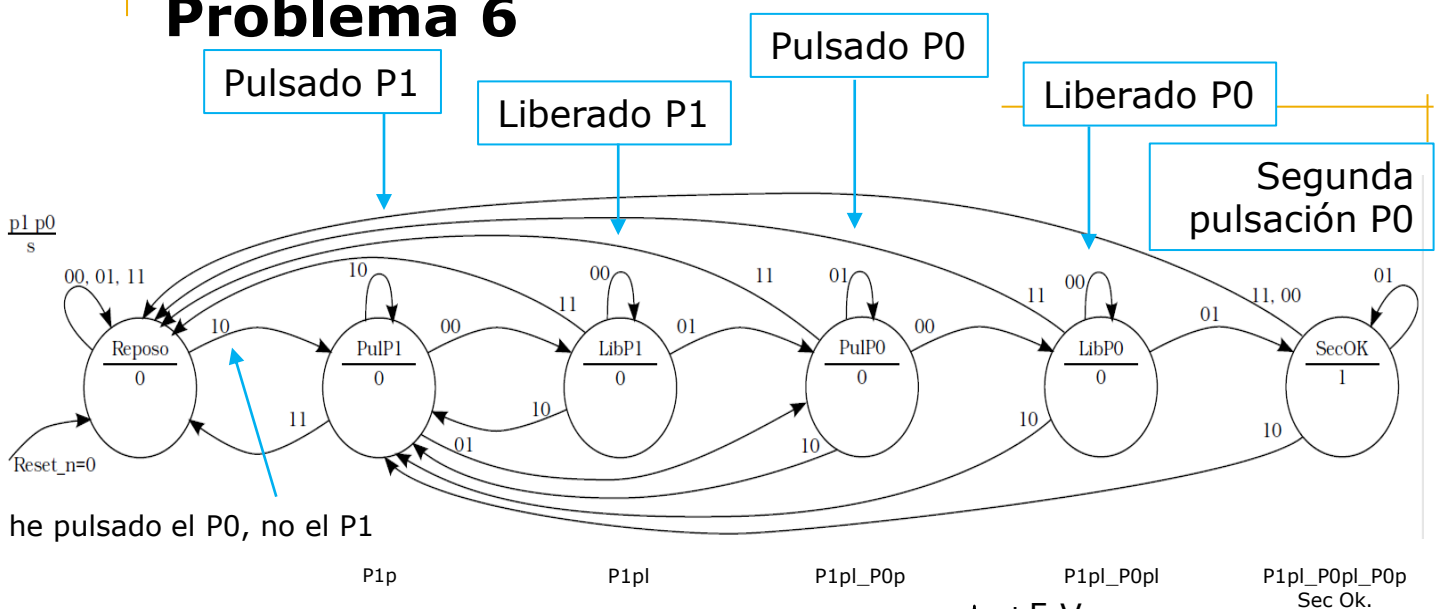 Problema 6
Pulsado P1
Liberado P1
Pulsado P0
Liberado P0
Segunda
pulsación P0
p1 p0
s
00, 01, 11
10
00
01
00
11
11
11
11, 00
01
10
00
01
00
01
Reposo
0
PulP1
0
LibP1
0
PulP0
0
LibP0
0
SecOK
1
11
10
01
10
10
10
Reset_n=0
he pulsado el P0, no el P1
P1p
P1pl
P1pl_P0p
P1pl_P0pl
P1pl_P0pl_P0p
Sec Ok.